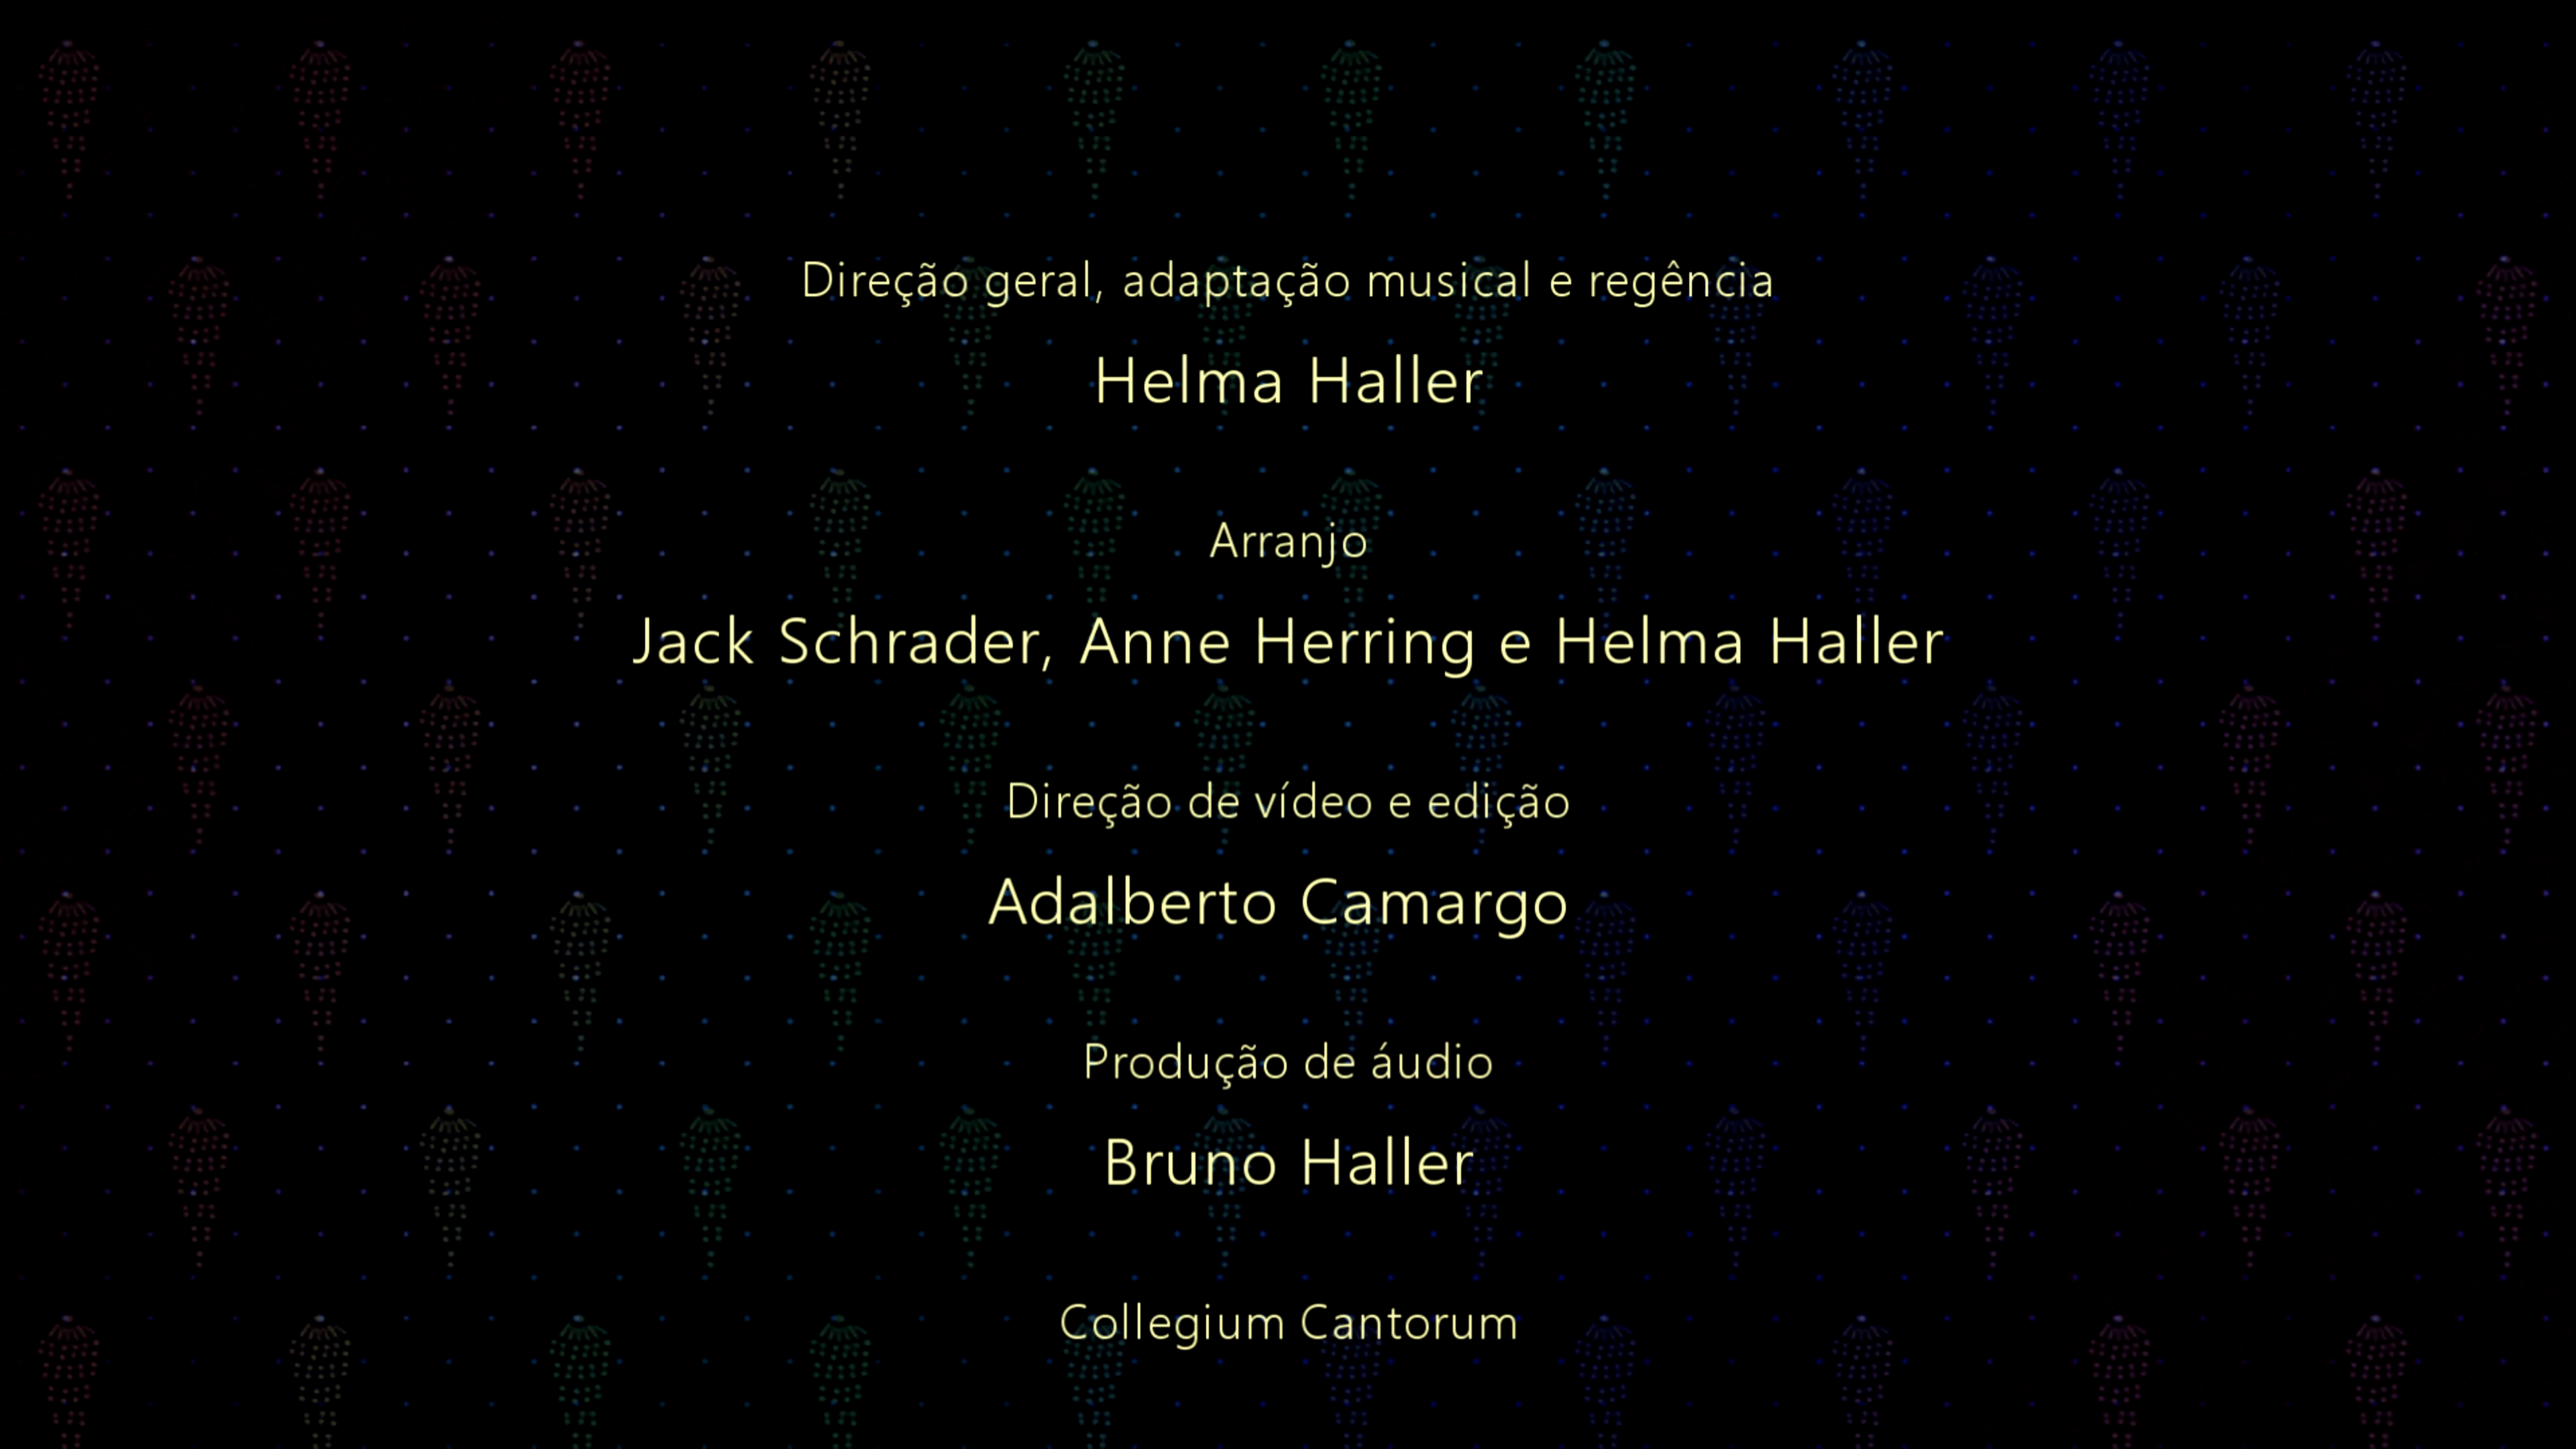 Direção geral, adaptação musical e regência
Helma Haller
Arranjo
Jack Schrader, Anne Herring e Helma Haller
Direção de vídeo e edição
Adalberto Camargo
Produção de áudio
Bruno Haller
Collegium Cantorum